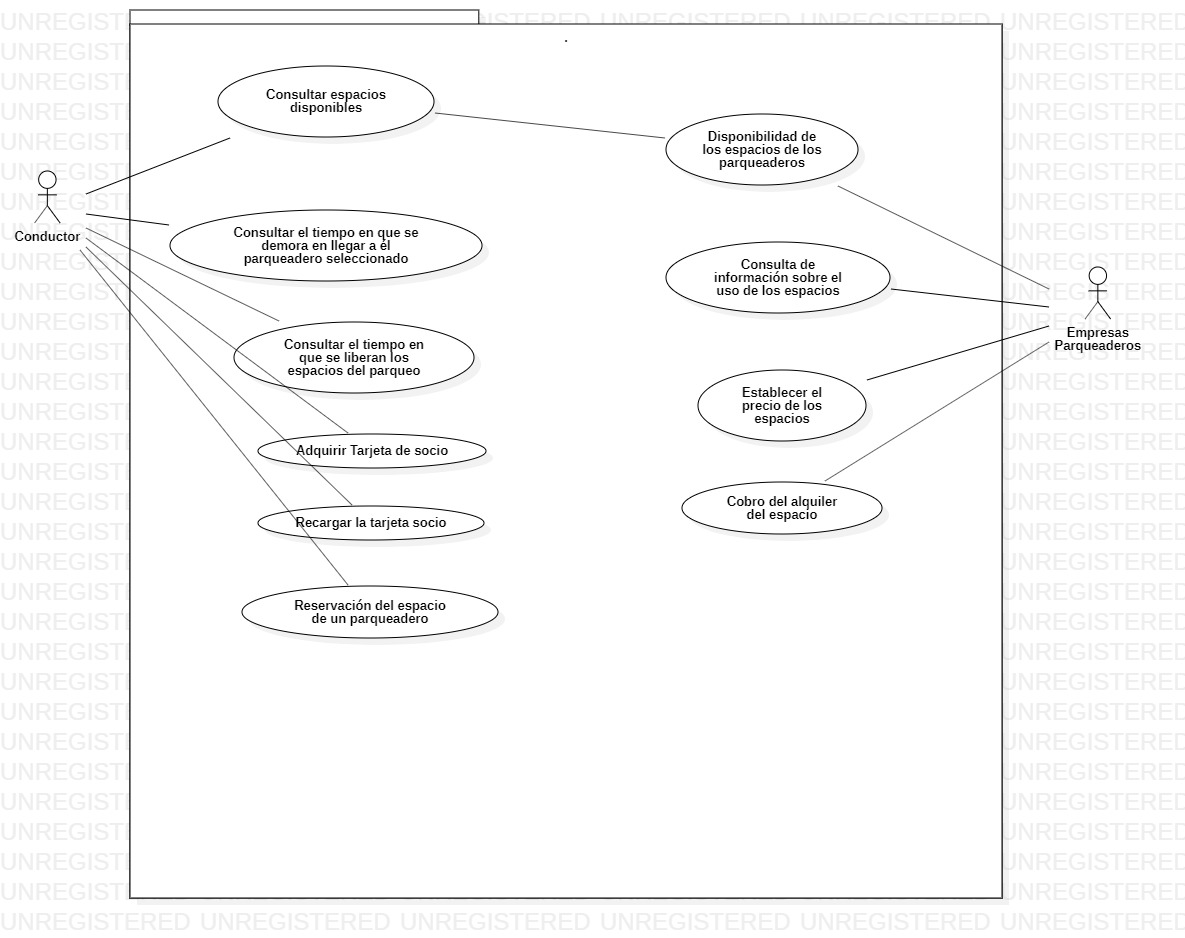 .
Consultar espacios
disponibles
Disponibilidad de
los espacios de los
parqueaderos
Conductor
Consultar el tiempo en que se
demora en llegar a el
parqueadero seleccionado
Consulta de
información sobre el
uso de los espacios
Empresas
Parqueaderos
Consultar el tiempo en
que se liberan los
espacios del parqueo
Establecer el
precio de los
espacios
Adquirir Tarjeta de socio
Cobro del alquiler
del espacio
Recargar la tarjeta socio
Reservación del espacio
de un parqueadero
UNREGISTERED UNREGISTERED UNREGISTERED UNREGISTERED UNREGISTERED UNREGISTERED